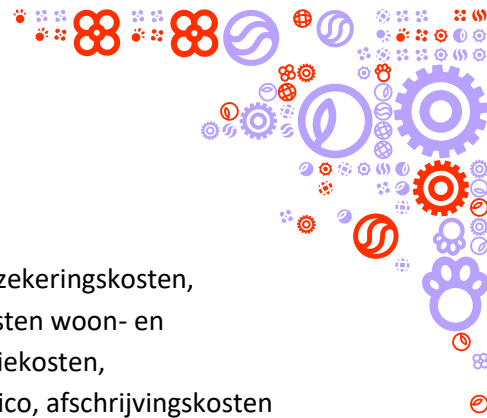 zekeringskosten,
sten woon- en
iekosten,
ico, afschrijvingskosten